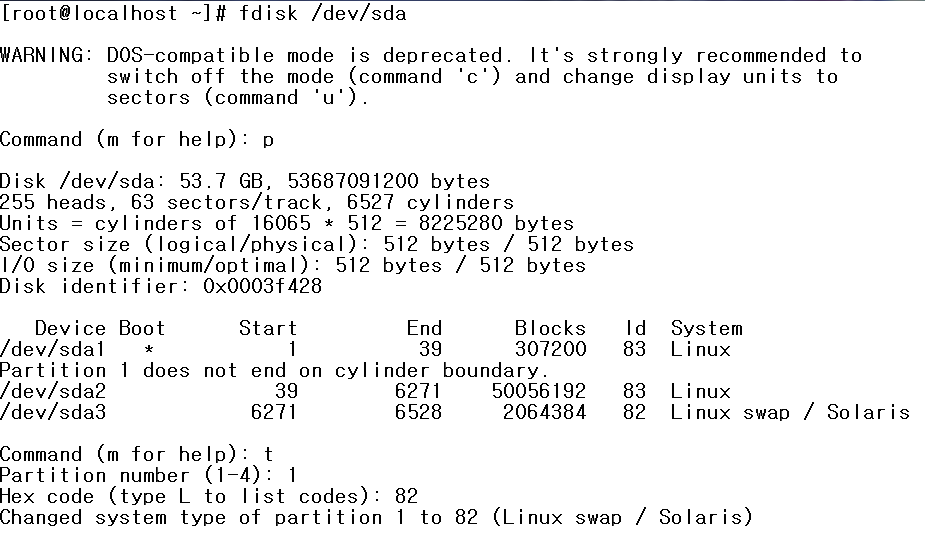 [root@localhost ~]# fdisk /dev/sda
WARNING: DOS-compatible mode is deprecated. It's strongly recommended to
switch off the mode (command 'c') and change display units to
sectors (command 'u').
Command (m for help): p
Disk /dev/sda: 53.7 GB, 53687091200 bytes
255 heads, 63 sectors/track, 6527 cylinders
Units = cylinders of 16065 * 512 = 8225280 bytes
Sector size (logical/physical): 512 bytes / 512 bytes
I/O size (minimum/optimal): 512 bytes / 512 bytes
Disk identifier: 0x0003f428
Device Boot Start End Blocks Id System
/dev/sda1 * 1 39 307200 83 Linux
Partition 1 does not end on cylinder boundary.
/dev/sda2 39 6271 50056192 83 Linux
/dev/sda3 6271 6528 2064384 82 Linux swap / Solaris
Command (m for help): t
Partition number (1-4): 1
Hex code (type L to list codes): 82
Changed system type of partition 1 to 82 (Linux swap / Solaris)